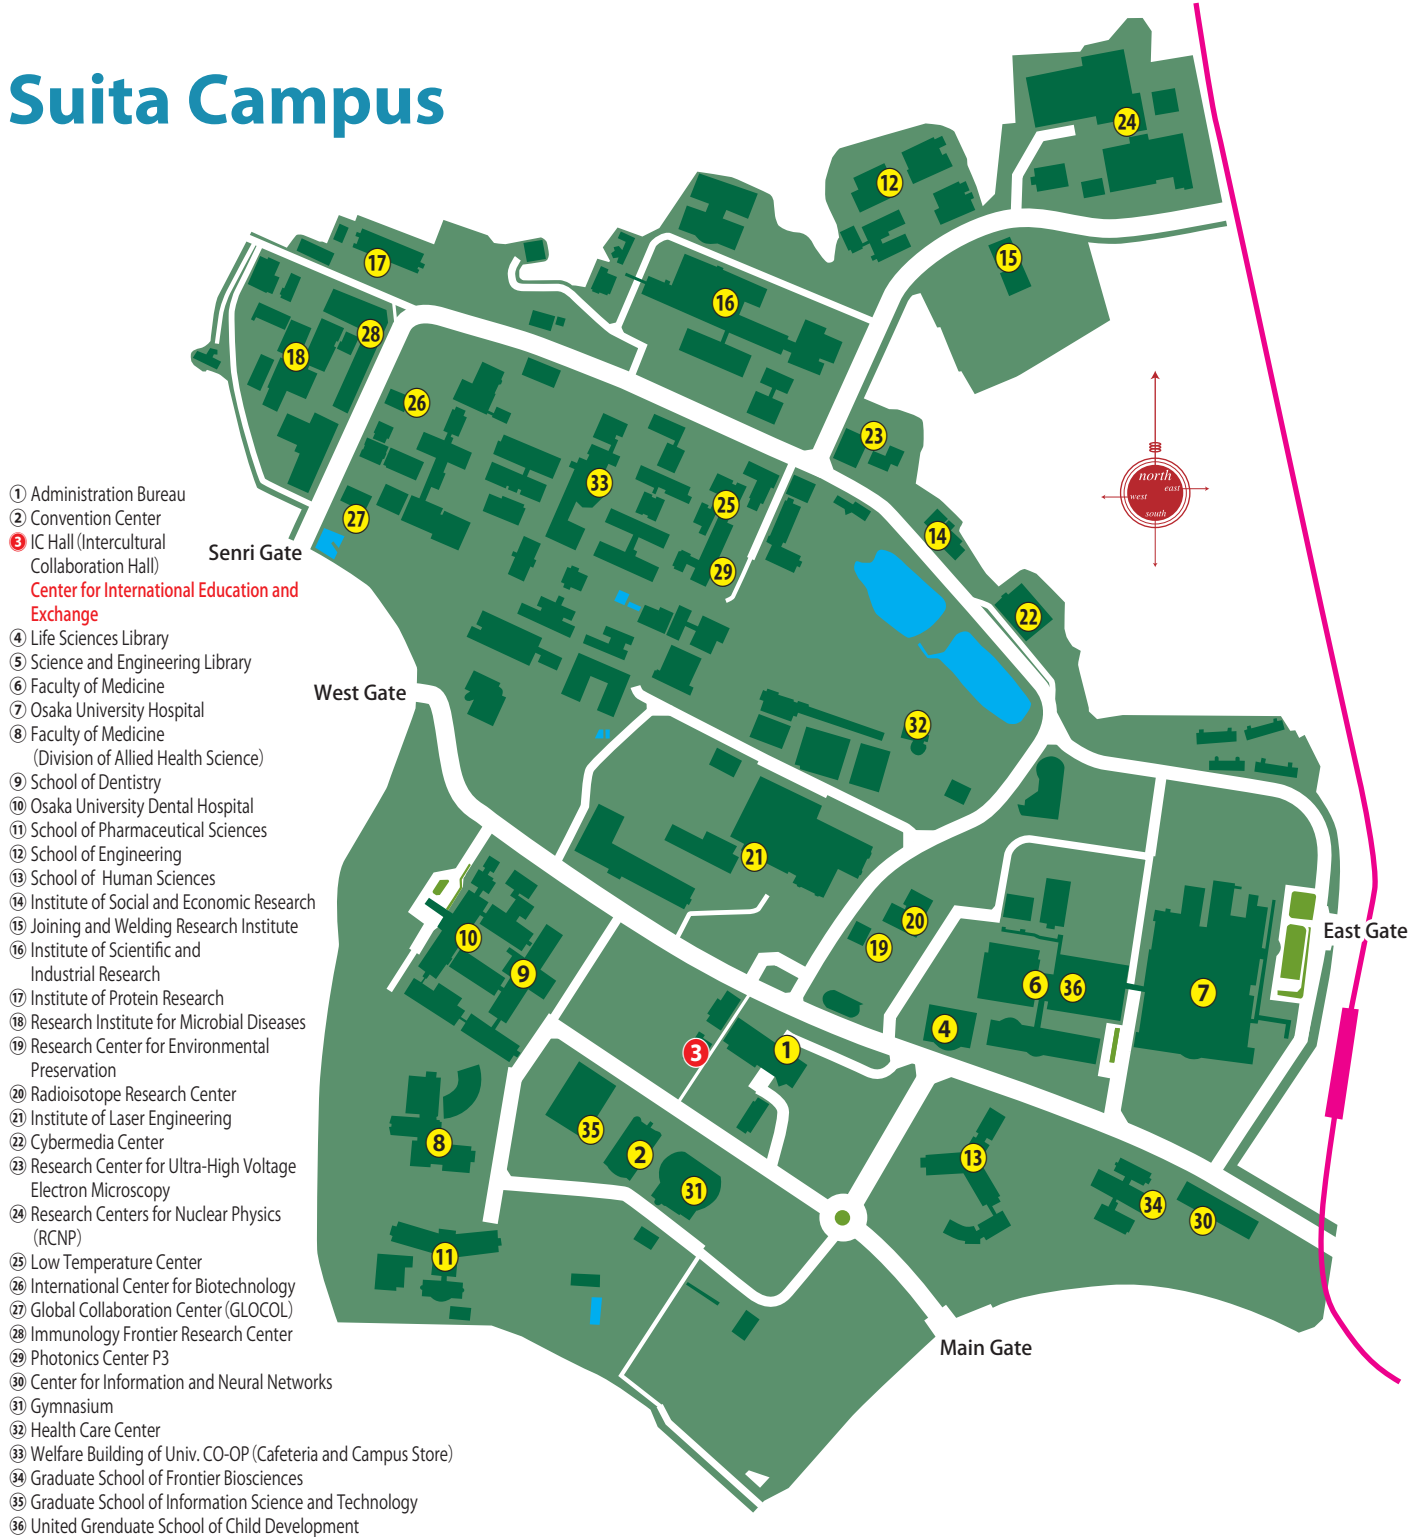 Suita Campus
24
12
15
17
16
28
18
26
23
33
25
27
14
Senri Gate
29
22
north
west
east
south
① Administration Bureau
② Convention Center
3 IC Hall (Intercultural
Collaboration Hall)
Center for International Education and
Exchange
④ Life Sciences Library
⑤ Science and Engineering Library
⑥ Faculty of Medicine
⑦ Osaka University Hospital
⑧ Faculty of Medicine
(Division of Allied Health Science)
⑨ School of Dentistry
⑩ Osaka University Dental Hospital
⑪ School of Pharmaceutical Sciences
⑫ School of Engineering
⑬ School of Human Sciences
⑭ Institute of Social and Economic Research
⑮ Joining and Welding Research Institute
⑯ Institute of Scientific and
Industrial Research
⑰ Institute of Protein Research
⑱ Research Institute for Microbial Diseases
⑲ Research Center for Environmental
Preservation
⑳ Radioisotope Research Center
㉑ Institute of Laser Engineering
㉒ Cybermedia Center
㉓ Research Center for Ultra-High Voltage
Electron Microscopy
㉔ Research Centers for Nuclear Physics
(RCNP)
㉕ Low Temperature Center
㉖ International Center for Biotechnology
㉗ Global Collaboration Center (GLOCOL)
㉘ Immunology Frontier Research Center
㉙ Photonics Center P3
㉚ Center for Information and Neural Networks
㉛ Gymnasium
㉜ Health Care Center
㉝ Welfare Building of Univ. CO-OP (Cafeteria and Campus Store)
㉞ Graduate School of Frontier Biosciences
㉟ Graduate School of Information Science and Technology
㊱ United Grenduate School of Child Development
West Gate
32
21
20
19
10
9
6
36
7
East Gate
4
3
1
35
2
8
31
13
34
30
11
Main Gate